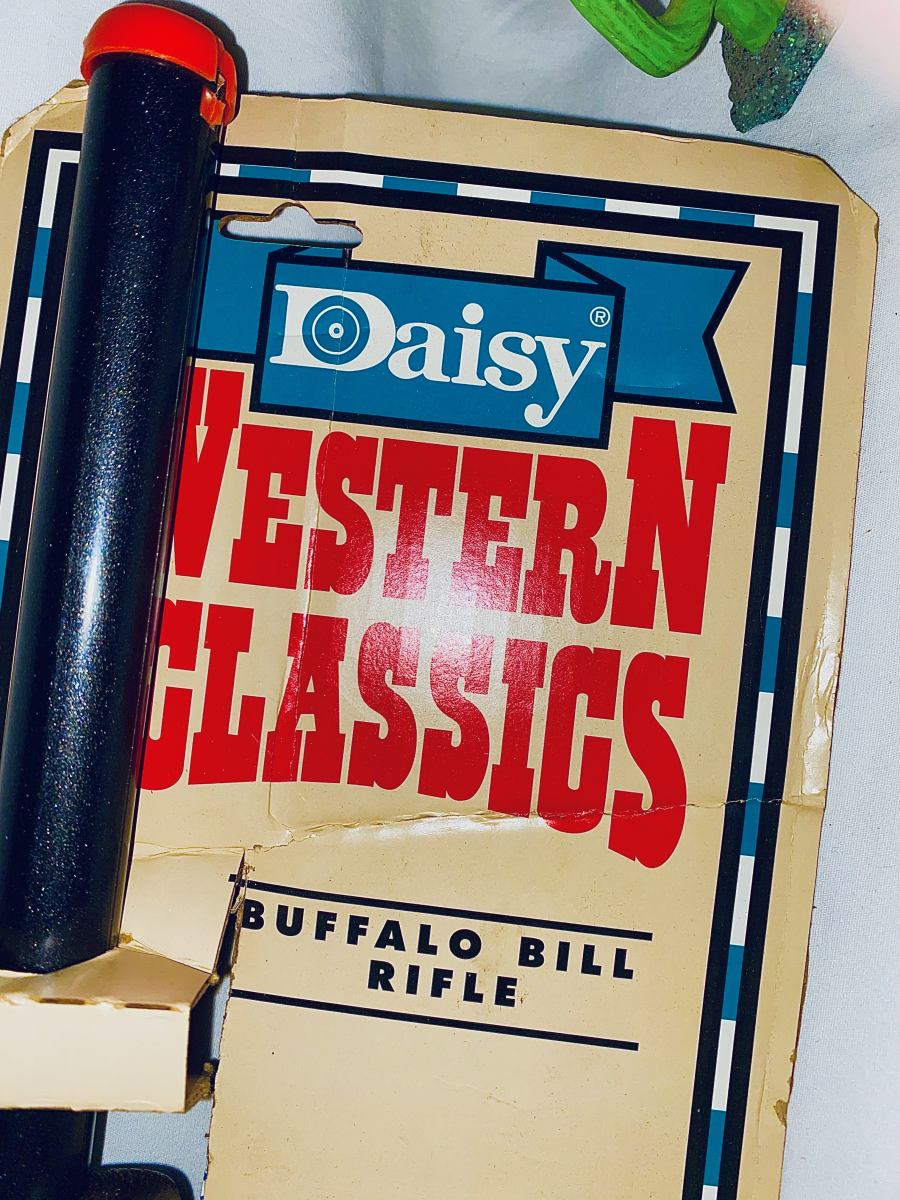 Daisy®
WESTERN
CLASSICS
BUFFALO BILL
RIFLE